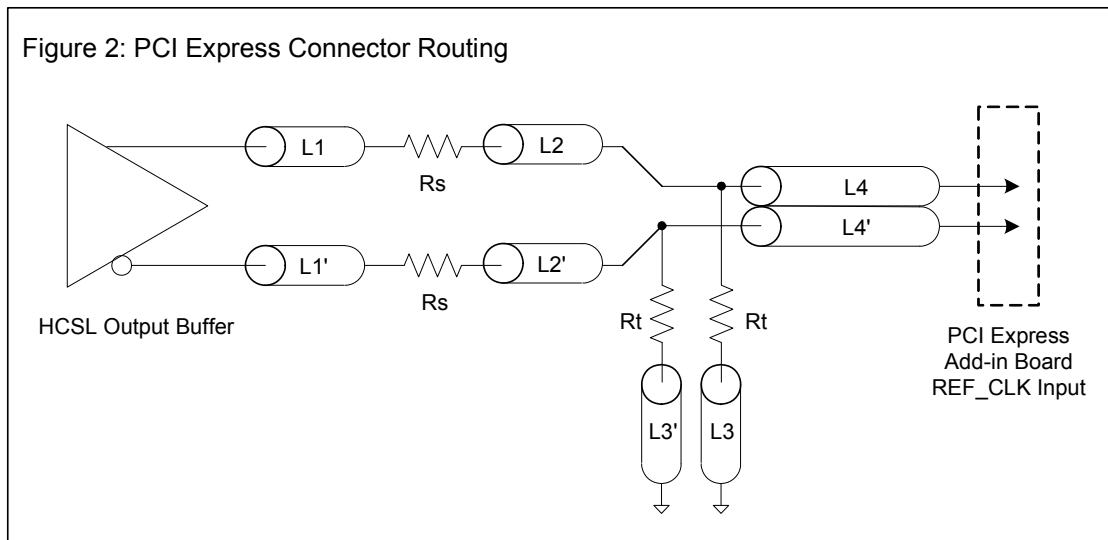 Figure 2: PCI Express Connector Routing
L1
Rs
L2
L4
L4'
L1'
Rs
L2'
HCSL Output Buffer
Rt
Rt
L3'
L3
PCI Express
Add-in Board
REF_CLK Input